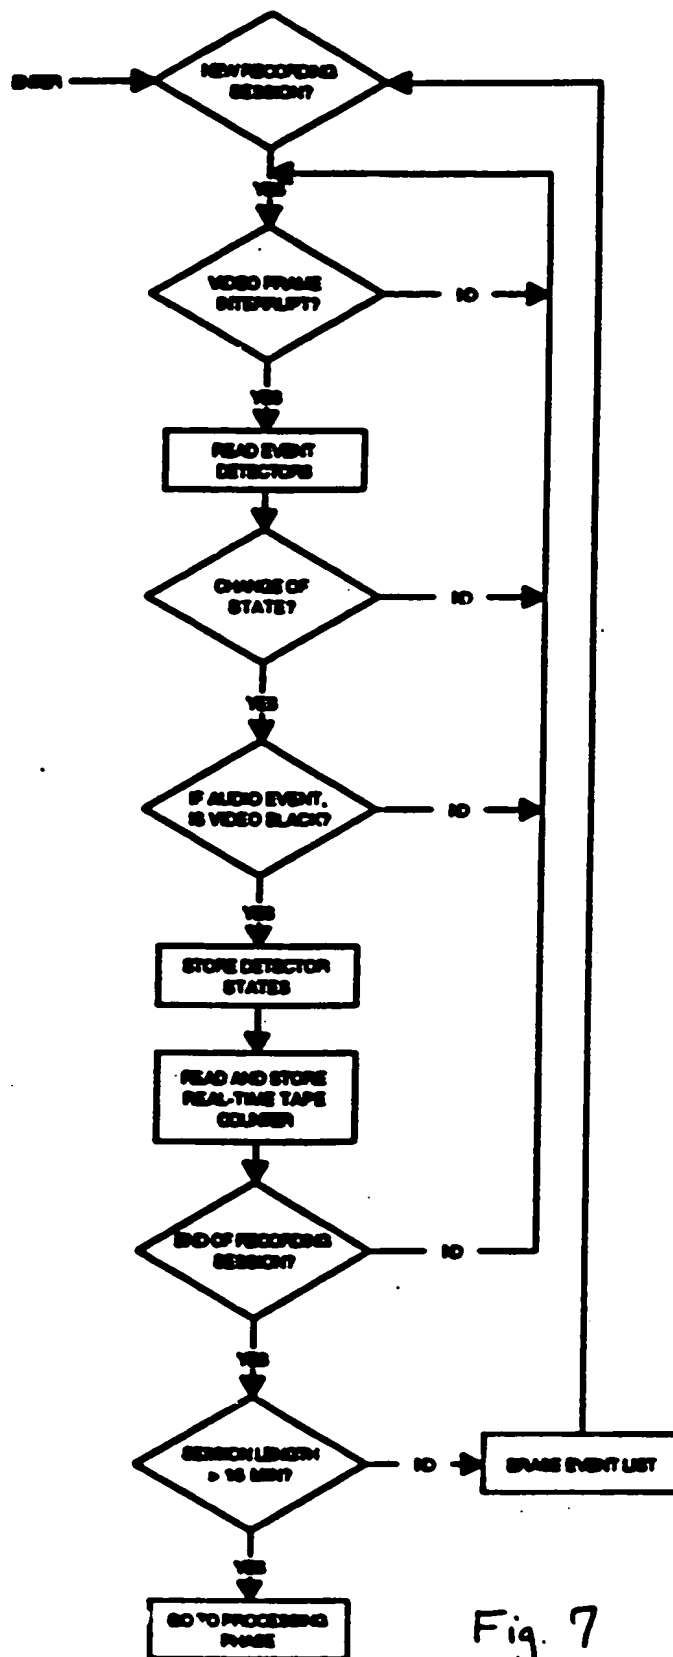 ENTER
NEW RECORDING
SESSION?
YES
VIDEO FRAME
INTERRUPT?
NO
YES
READ EVENT
DETECTORS
CHANGE OF
STATE?
NO
YES
IF AUDIO EVENT,
IS VIDEO BLACK?
NO
YES
STORE DETECTOR
STATES
READ AND STORE
REAL-TIME TAPE
COUNTER
END OF RECORDING
SESSION?
NO
YES
SESSION LENGTH
> MIN?
NO
ERASE EVENT LIST
YES
GO TO PROCESSING
PHASE
Fig. 7